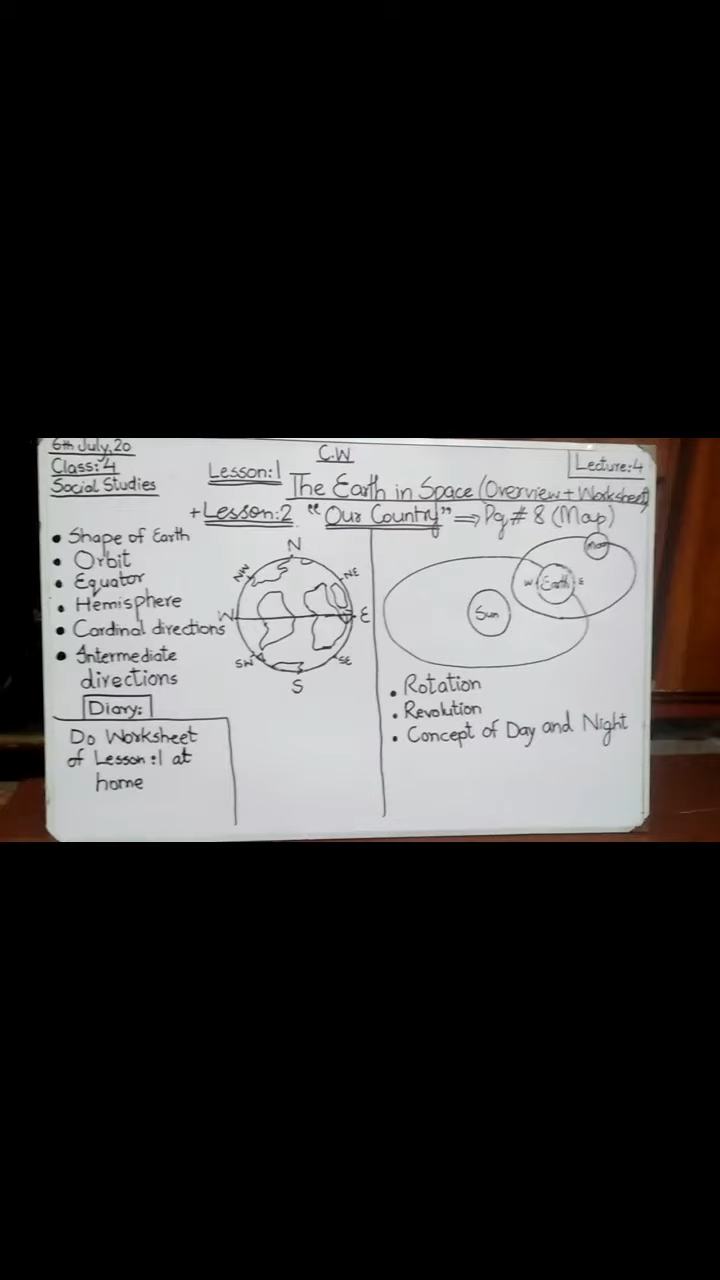 6th July,20
Class:4
Social Studies
C.W
Lecture:4
Lesson:1 The Earth in Space (Overview + Worksheet)
+ Lesson:2 "Our Country" ⇒ Pg # 8 (Map)
• Shape of Earth
• Orbit
• Equator
• Hemisphere
• Cardinal directions
• Intermediate
directions
Diary:
Do Worksheet
of Lesson:1 at
home
N
NW
NE
W
E
SW
SE
S
Moon
W Earth E
Sun
• Rotation
• Revolution
• Concept of Day and Night